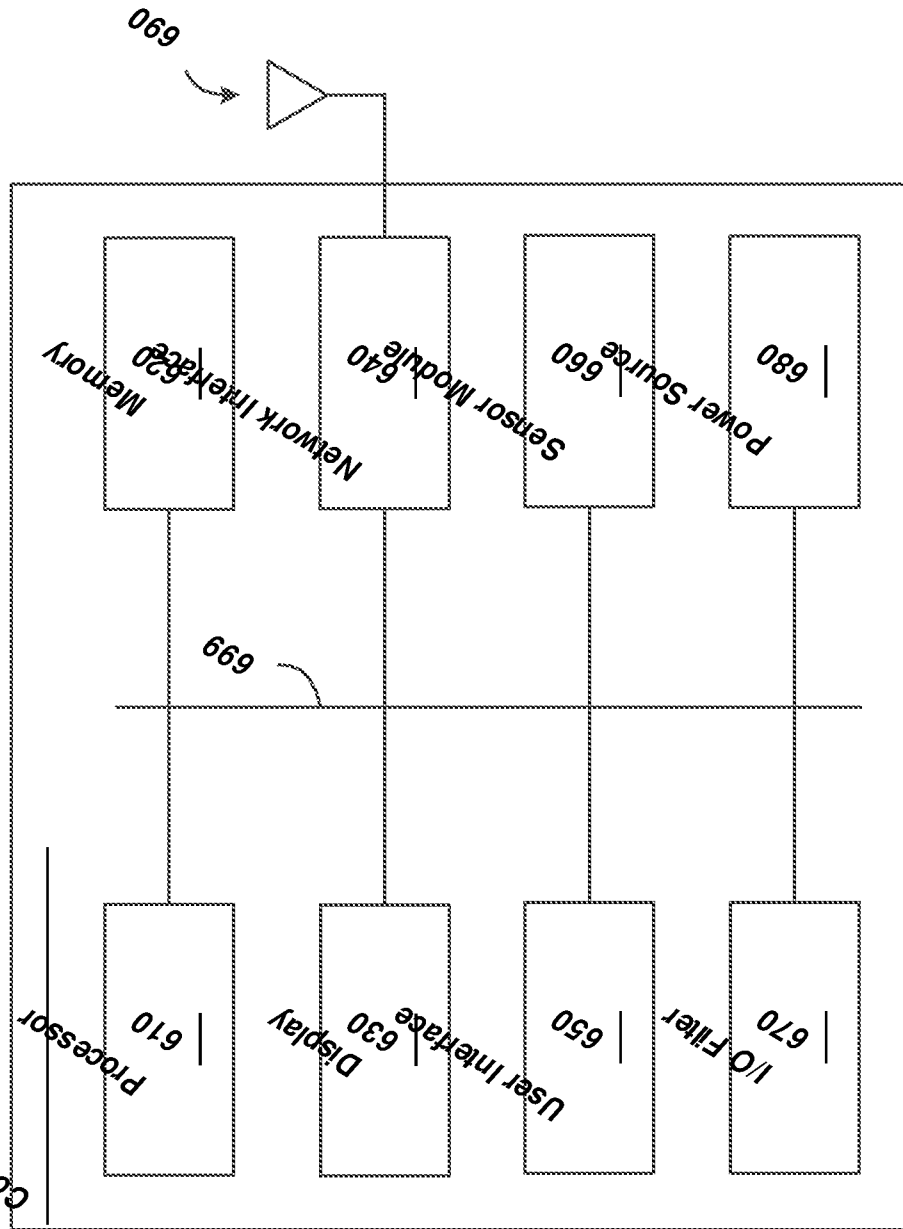 690
Memory
620
Network Interface
640
Sensor Module
660
Power Source
680
699
Processor
610
Display
630
User Interface
650
I/O Filter
670
Co